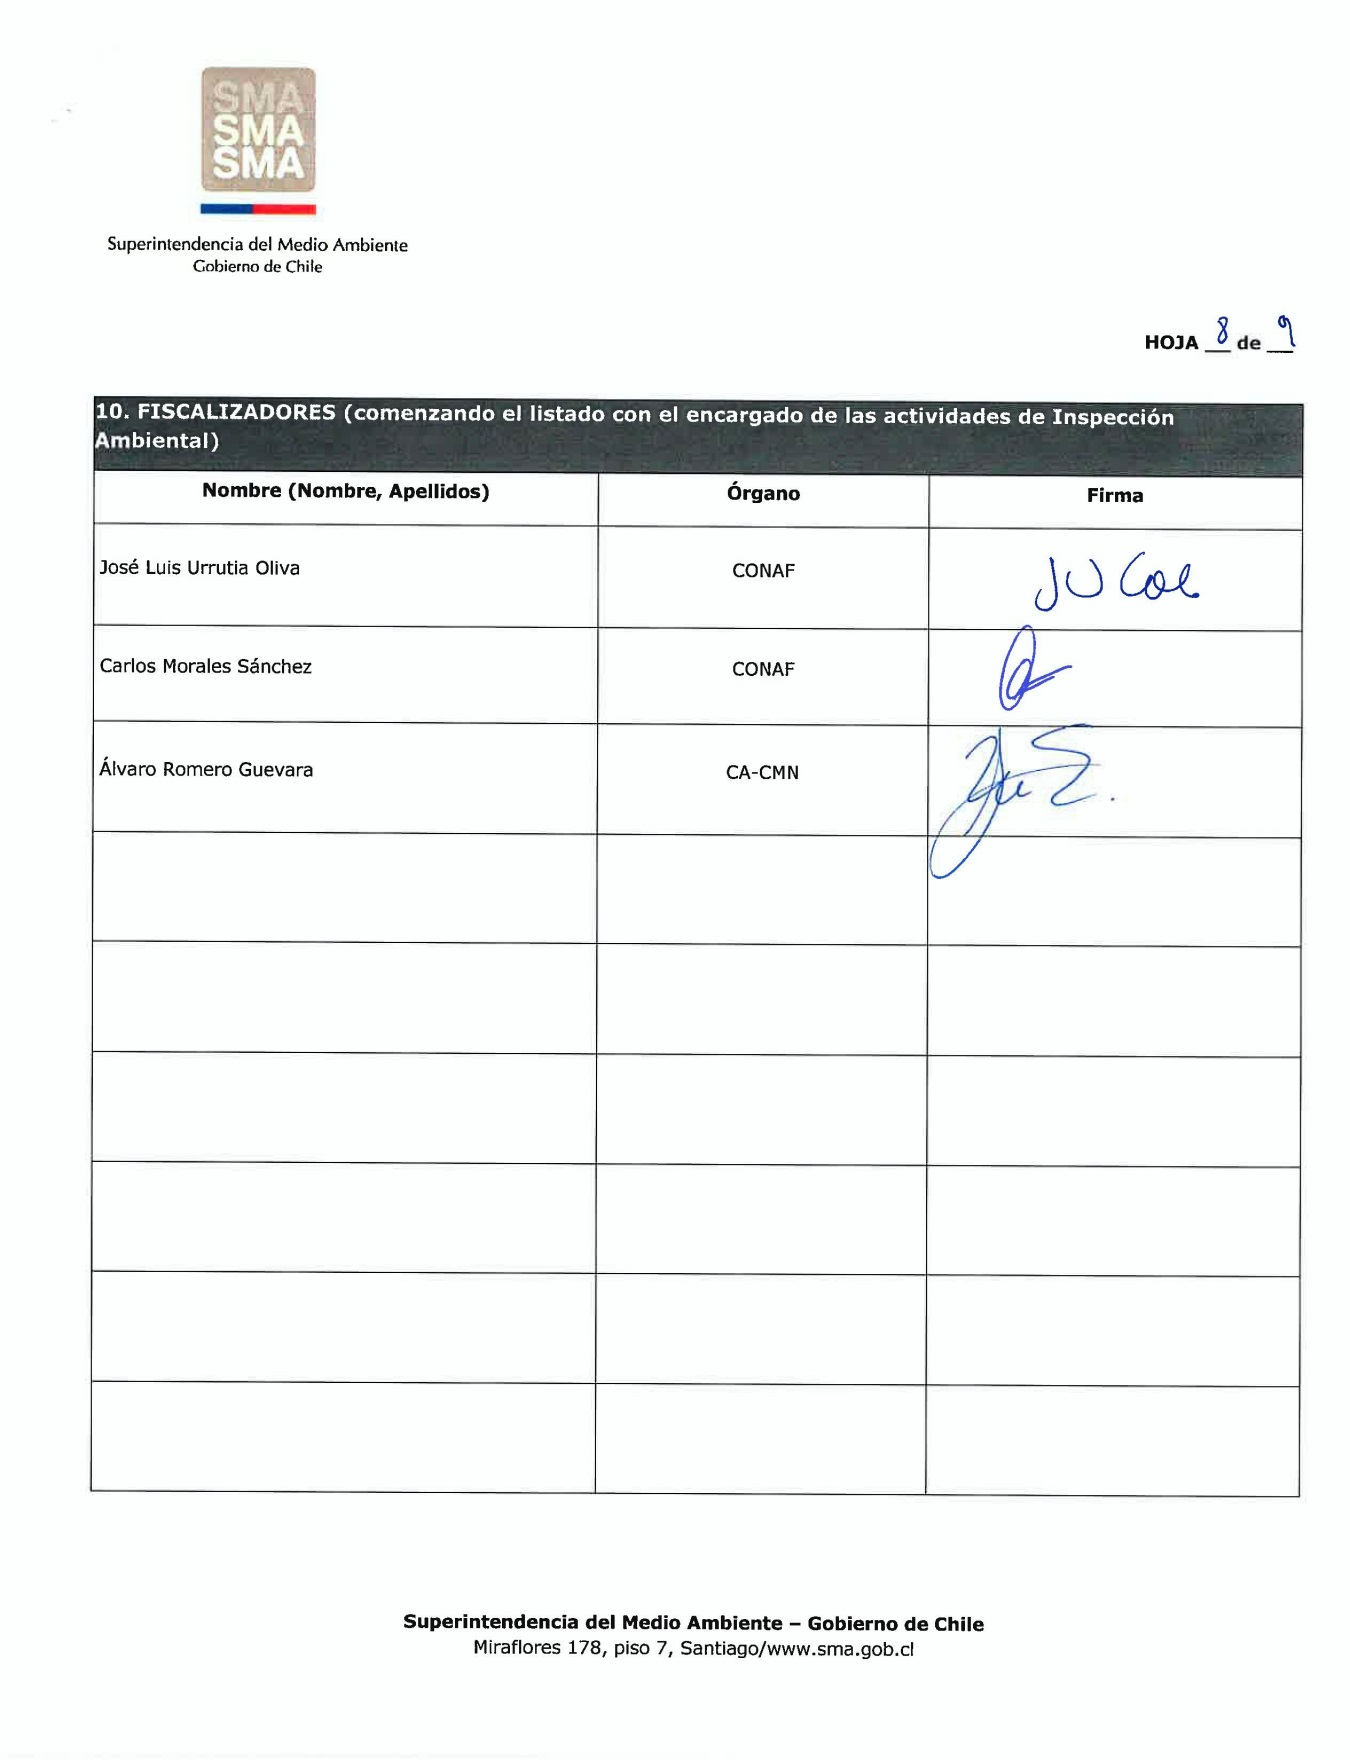 SMA
SMA
SMA
Superintendencia del Medio Ambiente
Gobierno de Chile
HOJA 8 de 9
10. FISCALIZADORES (comenzando el listado con el encargado de las actividades de Inspección
Ambiental)
Nombre (Nombre, Apellidos) Órgano Firma
José Luis Urrutia Oliva CONAF
Carlos Morales Sánchez CONAF
Álvaro Romero Guevara CA-CMN
Superintendencia del Medio Ambiente – Gobierno de Chile
Miraflores 178, piso 7, Santiago/www.sma.gob.cl